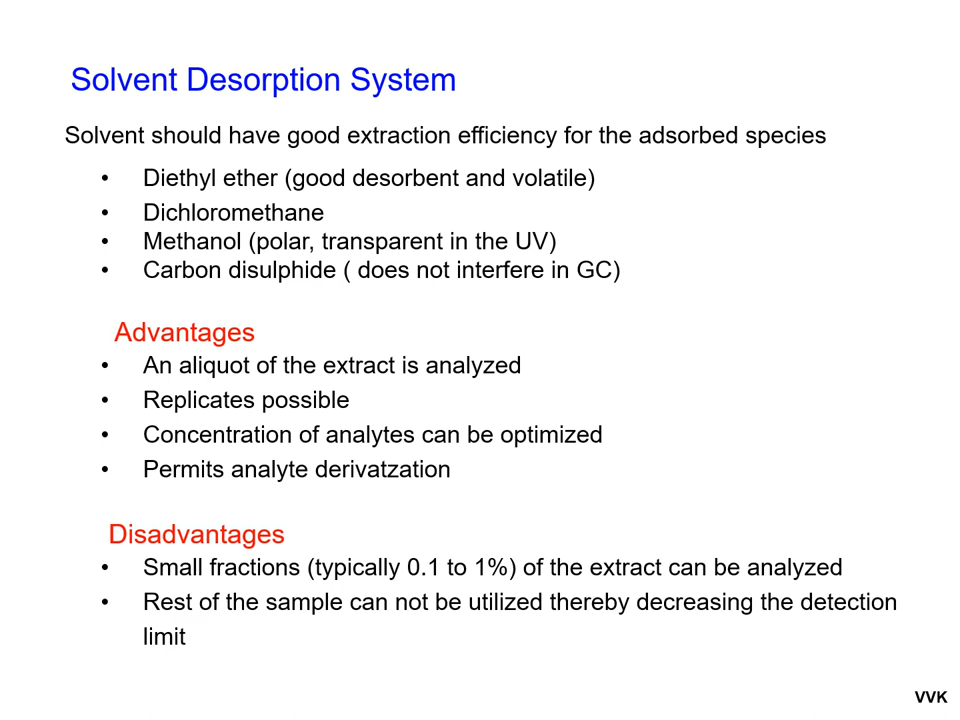 Solvent Desorption System
Solvent should have good extraction efficiency for the adsorbed species
• Diethyl ether (good desorbent and volatile)
• Dichloromethane
• Methanol (polar, transparent in the UV)
• Carbon disulphide ( does not interfere in GC)
Advantages
• An aliquot of the extract is analyzed
• Replicates possible
• Concentration of analytes can be optimized
• Permits analyte derivatzation
Disadvantages
• Small fractions (typically 0.1 to 1%) of the extract can be analyzed
• Rest of the sample can not be utilized thereby decreasing the detection
limit
VVK